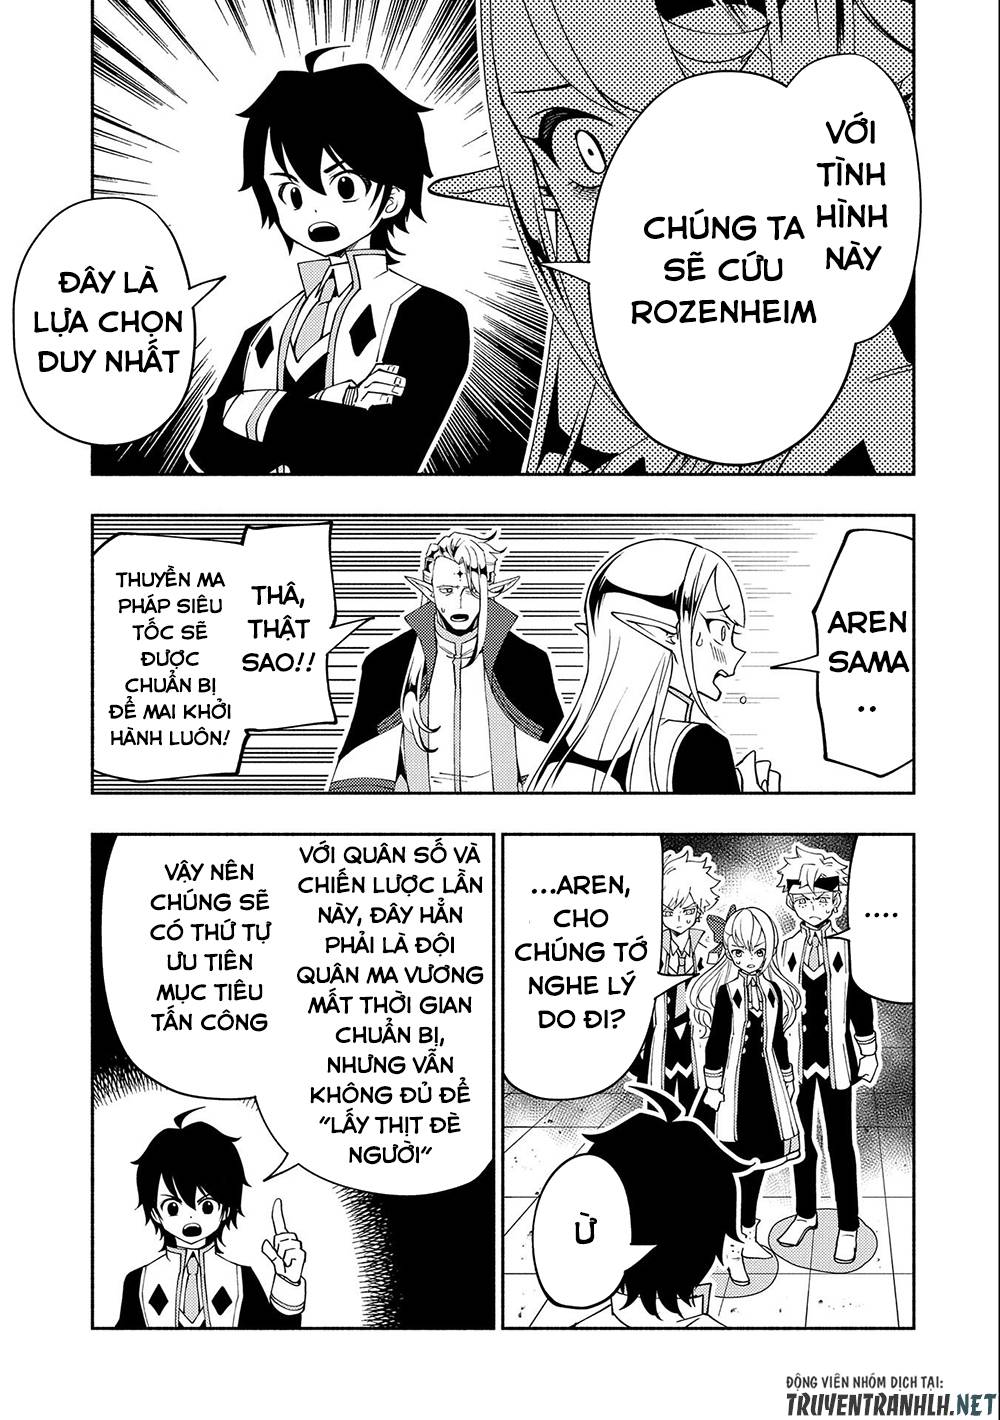 VỚI
TÌNH
HÌNH
NÀY
CHÚNG TA
SẼ CỨU
ROZENHEIM
ĐÂY LÀ
LỰA CHỌN
DUY NHẤT
AREN
SAMA
..
THÂ,
THẬT
SAO!!
THUYỀN MA
PHÁP SIÊU
TỐC SẼ
ĐƯỢC
CHUẨN BỊ
ĐỂ MAI KHỞI
HÀNH LUÔN!
....
...AREN,
CHO
CHÚNG TỚ
NGHE LÝ
DO ĐI?
Ừ
VỚI QUÂN SỐ VÀ
CHIẾN LƯỢC LẦN
NÀY, ĐÂY HẲN
PHẢI LÀ ĐỘI
QUÂN MA VƯƠNG
MẤT THỜI GIAN
CHUẨN BỊ,
NHƯNG VẪN
KHÔNG ĐỦ ĐỂ
"LẤY THỊT ĐÈ
NGƯỜI"
VẬY NÊN
CHÚNG SẼ
CÓ THỨ TỰ
ƯU TIÊN
MỤC TIÊU
TẤN CÔNG
ĐỘNG VIÊN NHÓM DỊCH TẠI:
TRUYENTRANHLH.NET